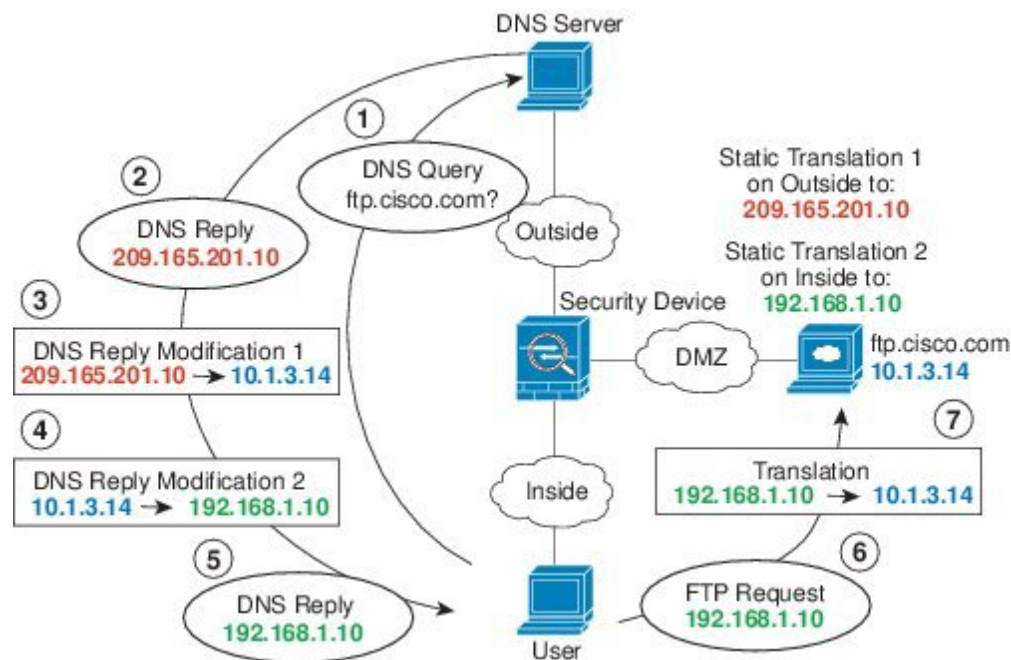 DNS Server
1
DNS Query
ftp.cisco.com?
2
DNS Reply
209.165.201.10
Outside
Static Translation 1
on Outside to:
209.165.201.10
Static Translation 2
on Inside to:
192.168.1.10
3
DNS Reply Modification 1
209.165.201.10 → 10.1.3.14
Security Device
DMZ
ftp.cisco.com
10.1.3.14
4
DNS Reply Modification 2
10.1.3.14 → 192.168.1.10
Inside
7
Translation
192.168.1.10 → 10.1.3.14
5
DNS Reply
192.168.1.10
User
6
FTP Request
192.168.1.10